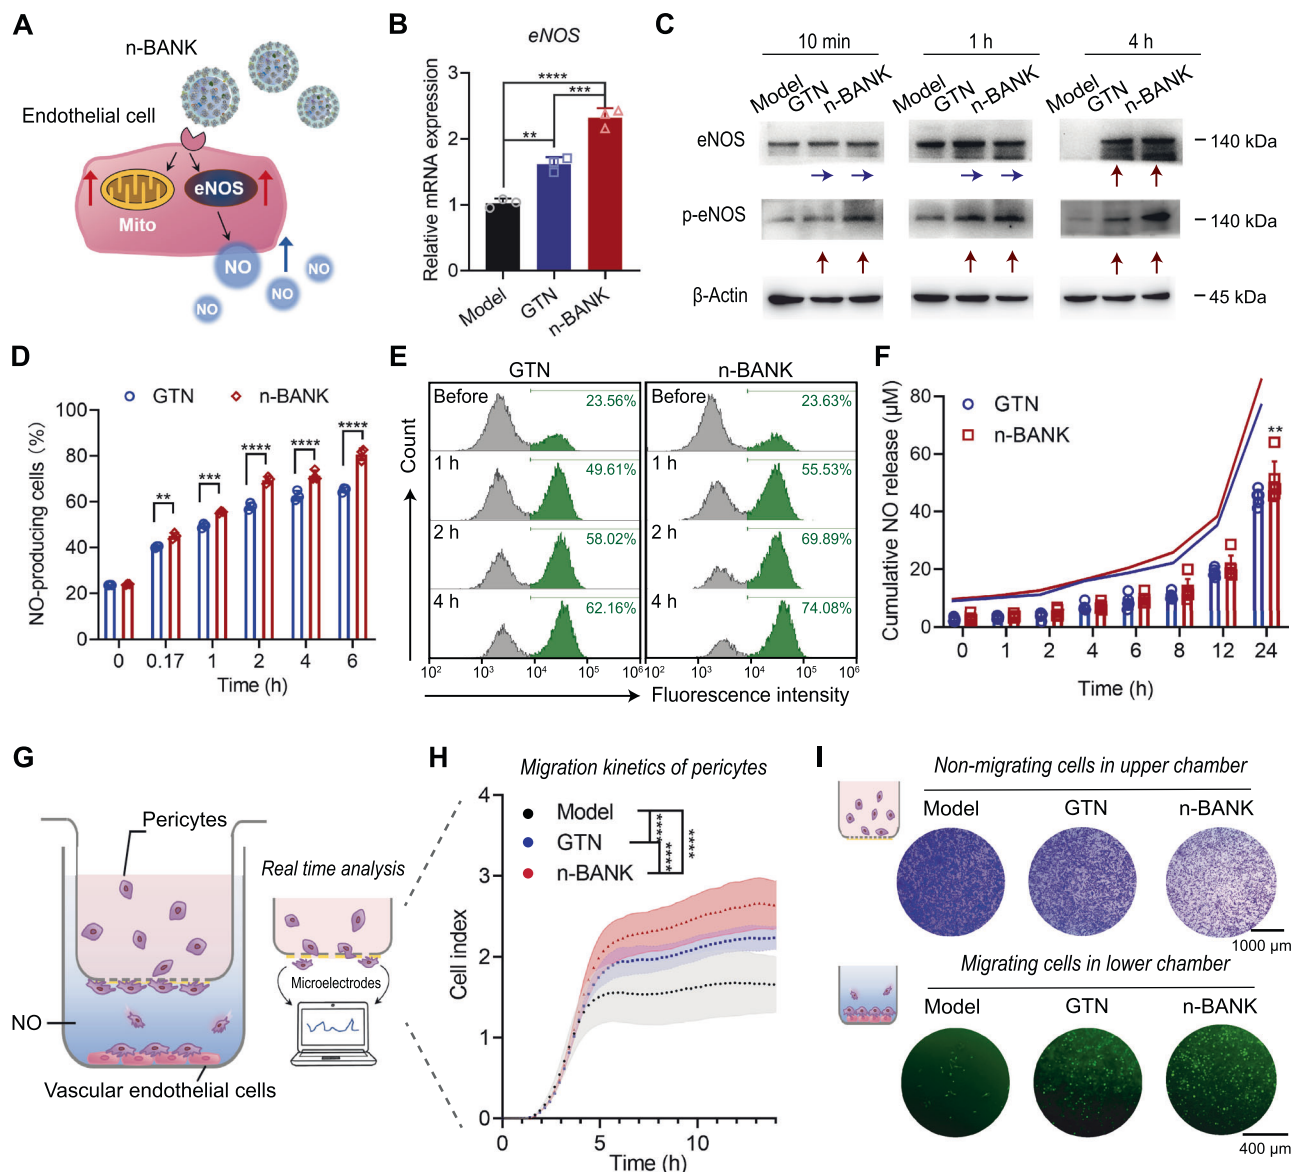 A
n-BANK
Endothelial cell
Mito
eNOS
NO
NO
NO
NO
B
eNOS
Relative mRNA expression
3
2
1
0
****
***
**
Model
GTN
n-BANK
C
10 min
1 h
4 h
Model
GTN
n-BANK
Model
GTN
n-BANK
Model
GTN
n-BANK
eNOS
140 kDa
p-eNOS
140 kDa
β-Actin
45 kDa
D
GTN
n-BANK
NO-producing cells (%)
100
80
60
40
20
0
**
***
****
****
****
0
0.17
1
2
4
6
Time (h)
E
GTN
n-BANK
Count
Before
23.56%
Before
23.63%
1 h
49.61%
1 h
55.53%
2 h
58.02%
2 h
69.89%
4 h
62.16%
4 h
74.08%
10² 10³ 10⁴ 10⁵ 10⁶
10² 10³ 10⁴ 10⁵ 10⁶
Fluorescence intensity
F
GTN
n-BANK
Cumulative NO release (μM)
80
60
40
20
0
**
0 1 2 4 6 8 12 24
Time (h)
G
Pericytes
NO
Vascular endothelial cells
Real time analysis
Microelectrodes
H
Migration kinetics of pericytes
Model
GTN
n-BANK
****
****
****
Cell index
4
3
2
1
0
0 5 10
Time (h)
I
Non-migrating cells in upper chamber
Model
GTN
n-BANK
1000 μm
Migrating cells in lower chamber
Model
GTN
n-BANK
400 μm